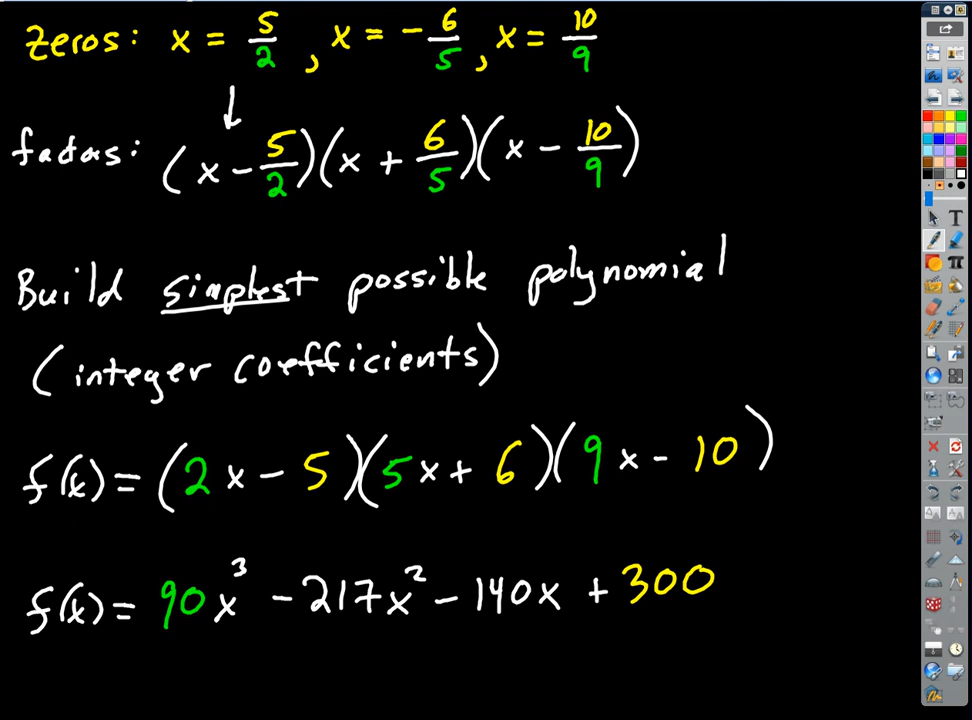 zeros: x = 5/2, x = -6/5, x = 10/9
factors: (x - 5/2)(x + 6/5)(x - 10/9)
Build simplest possible polynomial
(integer coefficients)
f(x) = (2x - 5)(5x + 6)(9x - 10)
f(x) = 90x³ - 217x² - 140x + 300